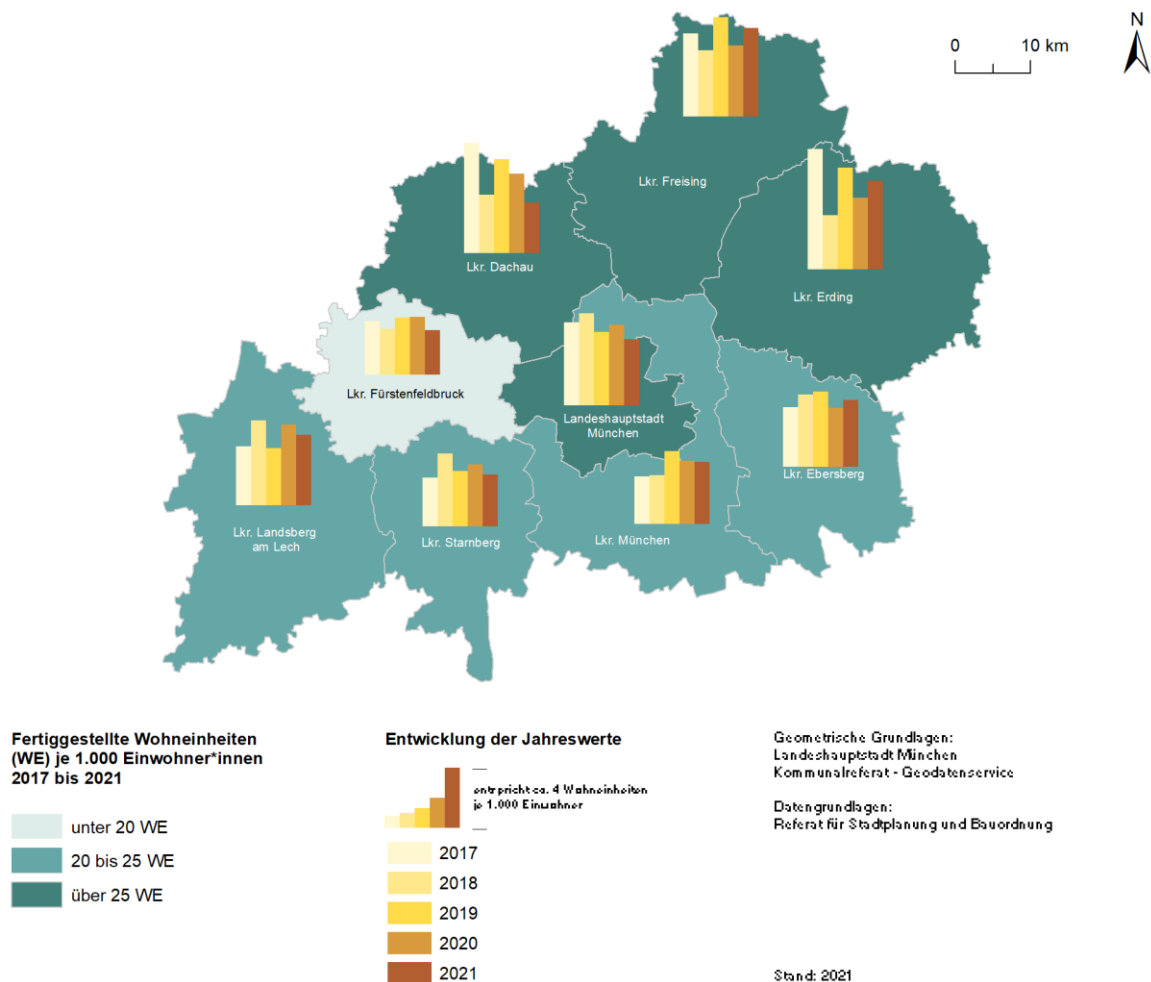 N
0 10 km
Lkr. Freising
Lkr. Dachau
Lkr. Erding
Lkr. Fürstenfeldbruck
Landeshauptstadt
München
Lkr. Ebersberg
Lkr. Landsberg
am Lech
Lkr. Starnberg
Lkr. München
Fertiggestellte Wohneinheiten
(WE) je 1.000 Einwohner*innen
2017 bis 2021
unter 20 WE
20 bis 25 WE
über 25 WE
Entwicklung der Jahreswerte
entpricht ca. 4 Wohneinheiten
je 1.000 Einwohner
2017
2018
2019
2020
2021
Geometrische Grundlagen:
Landeshauptstadt München
Kommunalreferat - Geodatenservice
Datengrundlagen:
Referat für Stadtplanung und Bauordnung
Stand: 2021